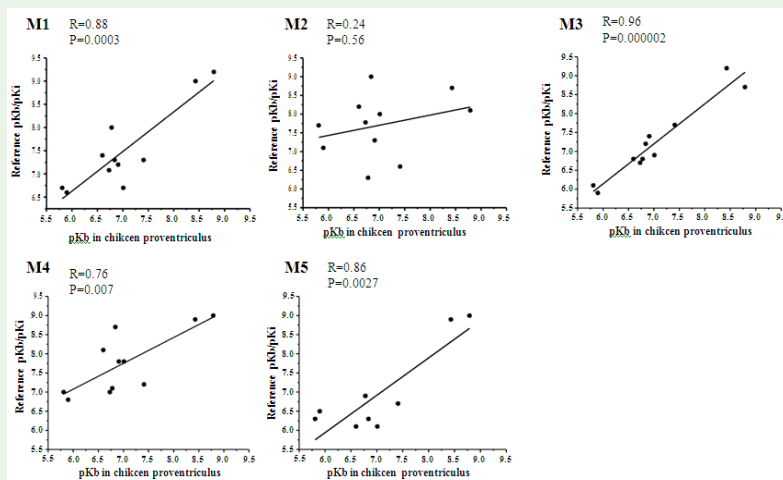 M1
R=0.88
P=0.0003
Reference pKb/pKi
9.5
9.0
8.5
8.0
7.5
7.0
6.5
5.5 6.0 6.5 7.0 7.5 8.0 8.5 9.0 9.5
pKb in chikcen proventriculus
M2
R=0.24
P=0.56
Reference pKb/pKi
9.5
9.0
8.5
8.0
7.5
7.0
6.5
6.0
5.5
5.5 6.0 6.5 7.0 7.5 8.0 8.5 9.0 9.5
pKb in chikcen proventriculus
M3
R=0.96
P=0.000002
Reference pKb/pKi
9.5
9.0
8.5
8.0
7.5
7.0
6.5
6.0
5.5
5.5 6.0 6.5 7.0 7.5 8.0 8.5 9.0 9.5
pKb in chikcen proventriculus
M4
R=0.76
P=0.007
Reference pKb/pKi
9.5
9.0
8.5
8.0
7.5
7.0
6.5
6.0
5.5
5.5 6.0 6.5 7.0 7.5 8.0 8.5 9.0 9.5
pKb in chikcen proventriculus
M5
R=0.86
P=0.0027
Reference pKb/pKi
9.5
9.0
8.5
8.0
7.5
7.0
6.5
6.0
5.5
5.5 6.0 6.5 7.0 7.5 8.0 8.5 9.0 9.5
pKb in chikcen proventriculus